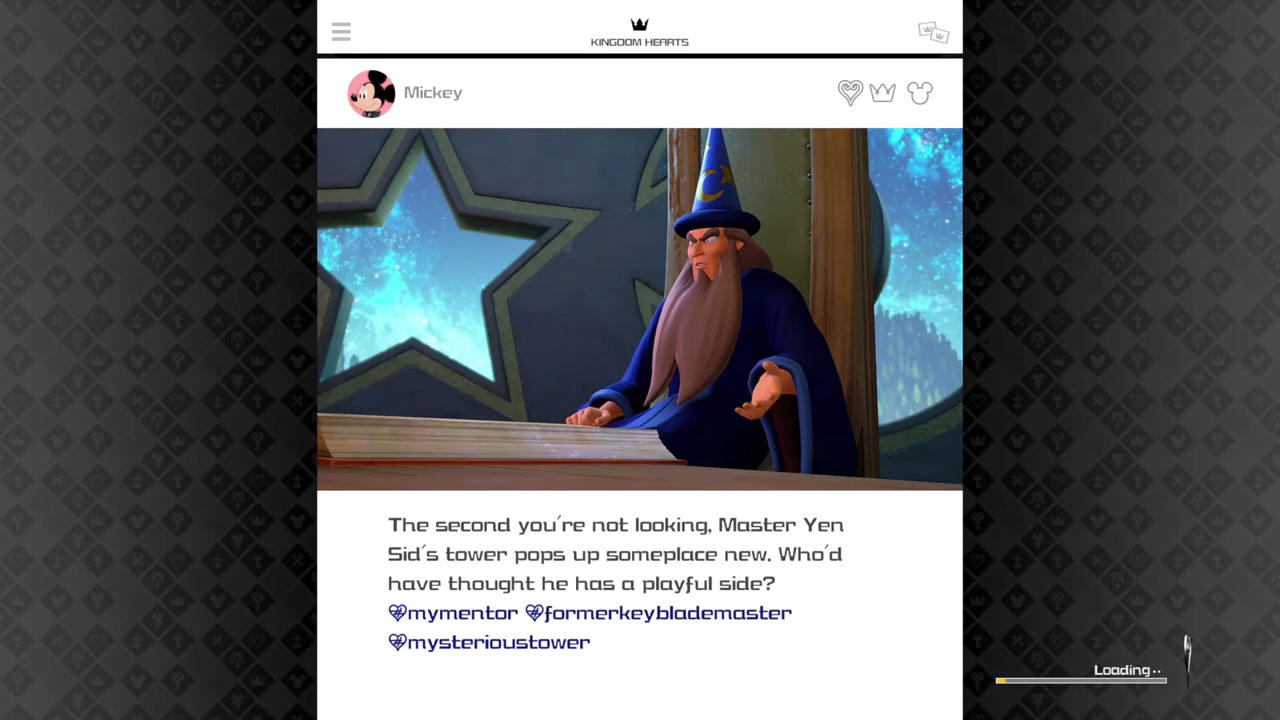 KINGDOM HEARTS
Mickey
The second you're not looking, Master Yen
Sid's tower pops up someplace new. Who'd
have thought he has a playful side?
#mymentor #formerkeyblademaster
#mysterioustower
Loading..